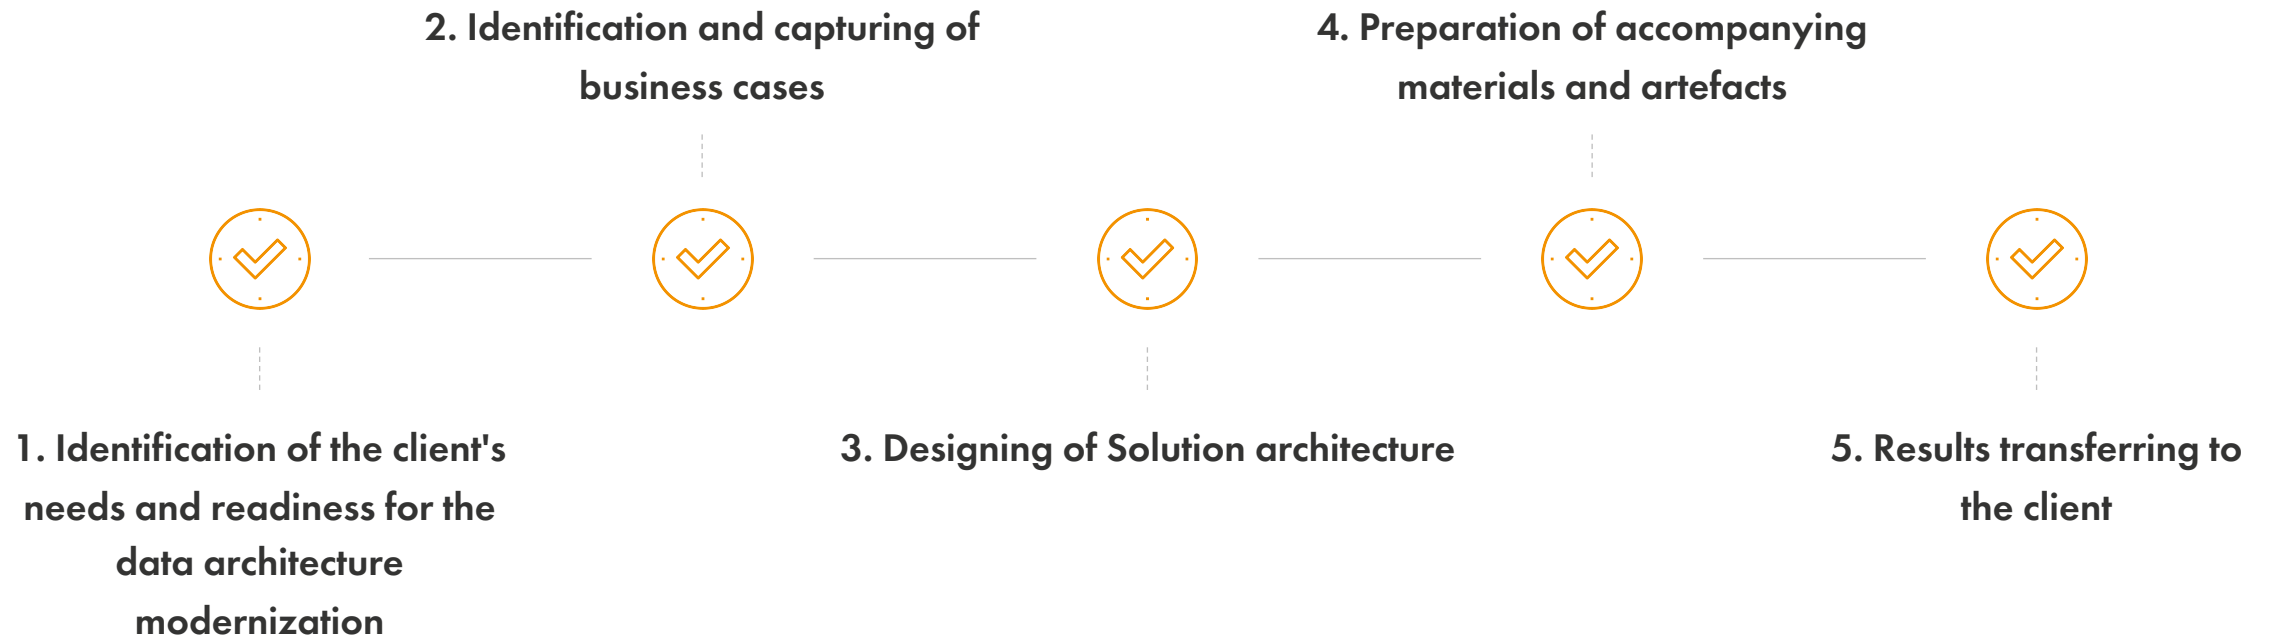 2. Identification and capturing of
business cases
4. Preparation of accompanying
materials and artefacts
1. Identification of the client's
needs and readiness for the
data architecture
modernization
3. Designing of Solution architecture
5. Results transferring to
the client